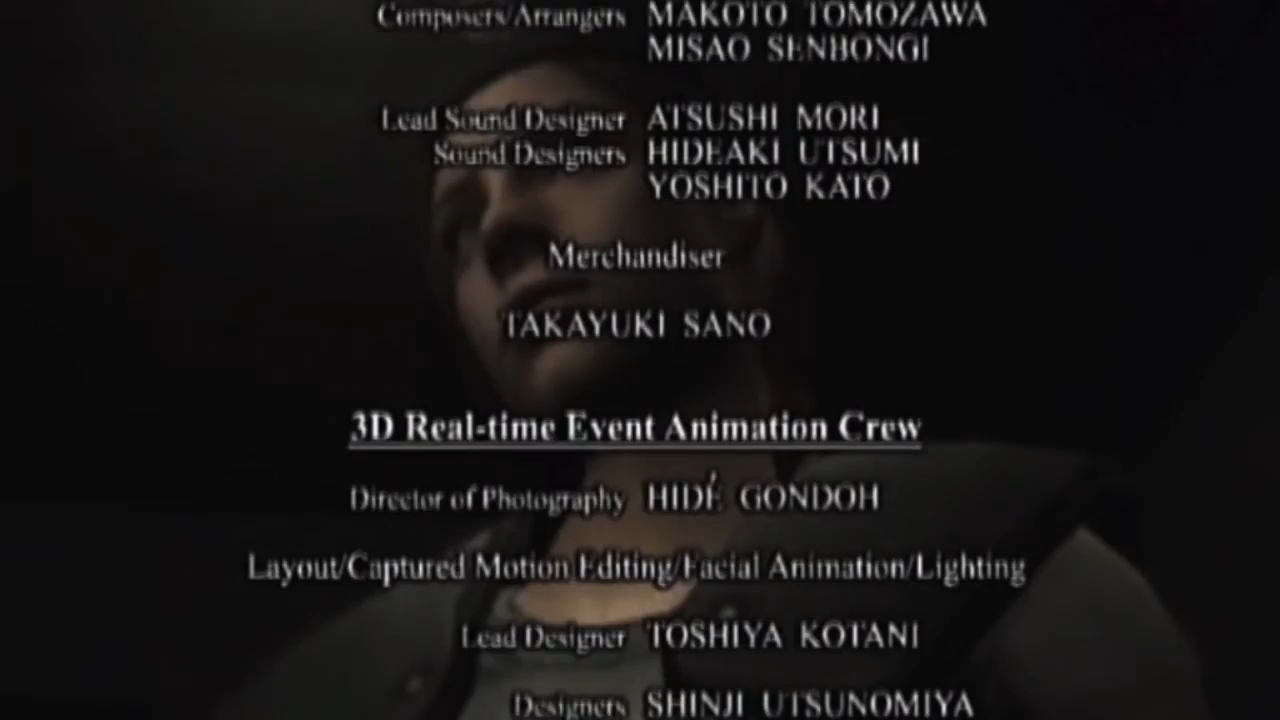 Composers/Arrangers MAKOTO TOMOZAWA
MISAO SENBONGI
Lead Sound Designer ATSUSHI MORI
Sound Designers HIDEAKI UTSUMI
YOSHITO KATO
Merchandiser
TAKAYUKI SANO
3D Real-time Event Animation Crew
Director of Photography HIDÉ GONDOH
Layout/Captured Motion Editing/Facial Animation/Lighting
Lead Designer TOSHIYA KOTANI
Designers SHINJI UTSUNOMIYA